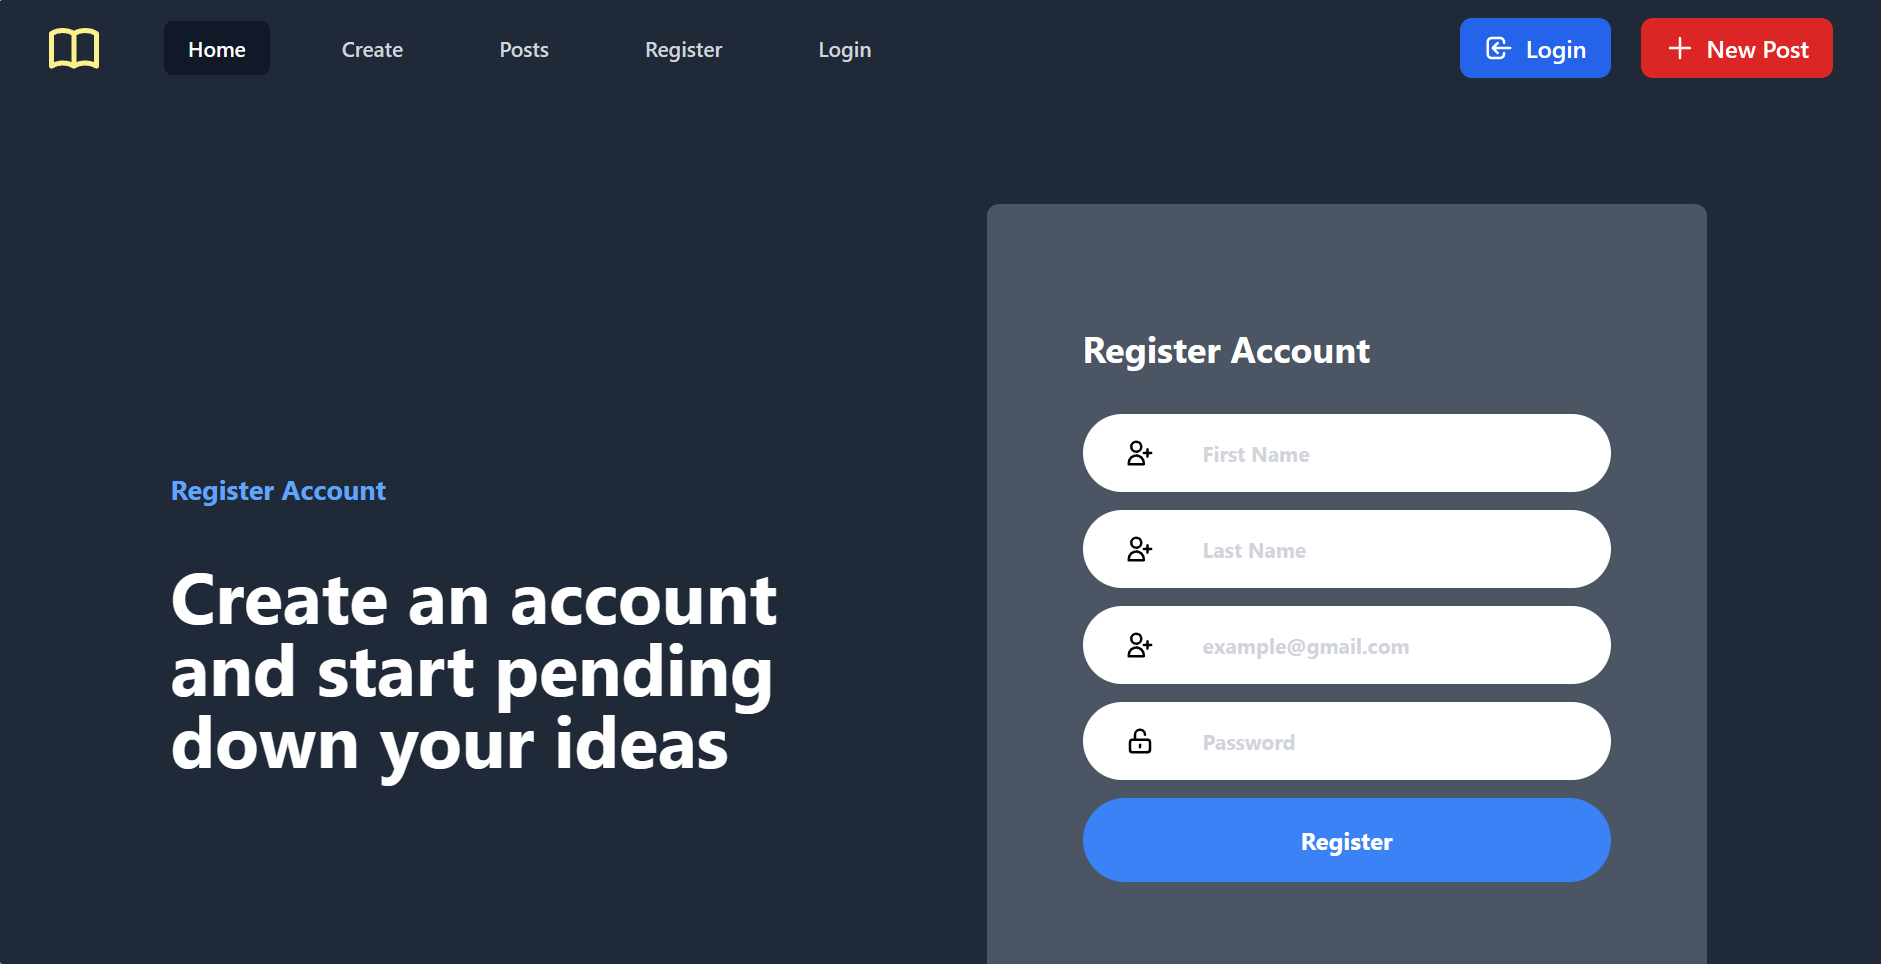 Home
Create
Posts
Register
Login
Login
New Post
Register Account
Create an account
and start pending
down your ideas
Register Account
First Name
Last Name
example@gmail.com
Password
Register